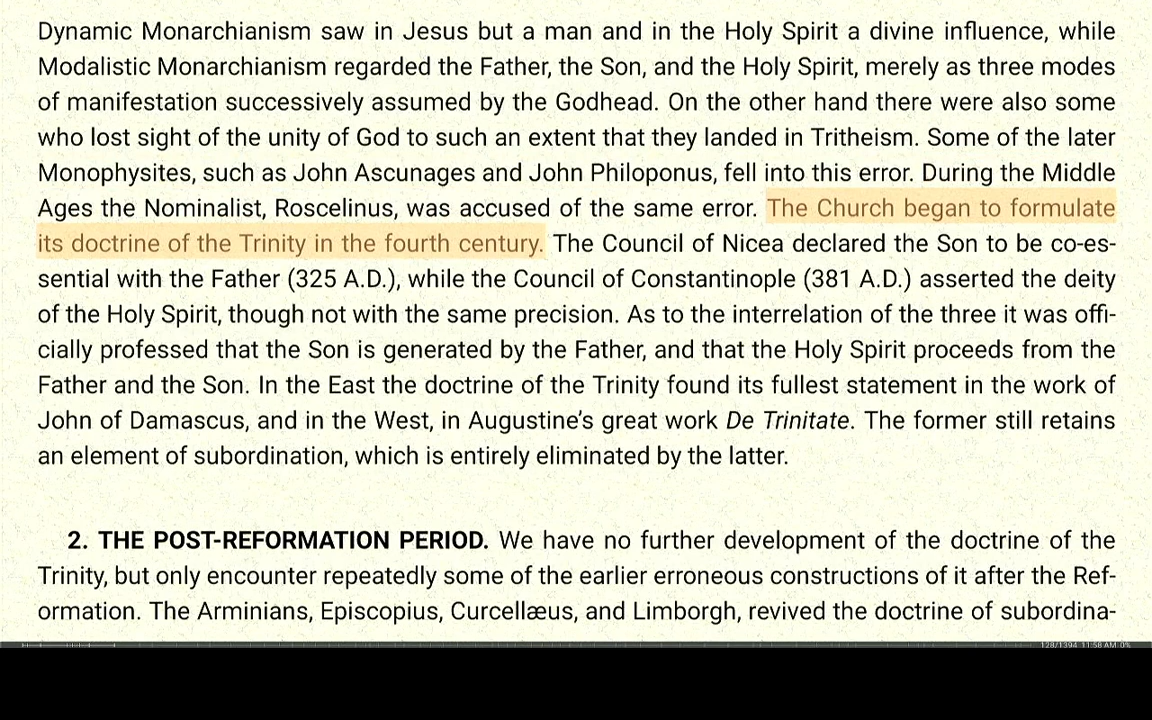 Dynamic Monarchianism saw in Jesus but a man and in the Holy Spirit a divine influence, while
Modalistic Monarchianism regarded the Father, the Son, and the Holy Spirit, merely as three modes
of manifestation successively assumed by the Godhead. On the other hand there were also some
who lost sight of the unity of God to such an extent that they landed in Tritheism. Some of the later
Monophysites, such as John Ascunages and John Philoponus, fell into this error. During the Middle
Ages the Nominalist, Roscelinus, was accused of the same error. The Church began to formulate
its doctrine of the Trinity in the fourth century. The Council of Nicea declared the Son to be co-es-
sential with the Father (325 A.D.), while the Council of Constantinople (381 A.D.) asserted the deity
of the Holy Spirit, though not with the same precision. As to the interrelation of the three it was offi-
cially professed that the Son is generated by the Father, and that the Holy Spirit proceeds from the
Father and the Son. In the East the doctrine of the Trinity found its fullest statement in the work of
John of Damascus, and in the West, in Augustine’s great work De Trinitate. The former still retains
an element of subordination, which is entirely eliminated by the latter.
2. THE POST-REFORMATION PERIOD. We have no further development of the doctrine of the
Trinity, but only encounter repeatedly some of the earlier erroneous constructions of it after the Ref-
ormation. The Arminians, Episcopius, Curcellæus, and Limborgh, revived the doctrine of subordina-
128/1394 11:58 AM 0%